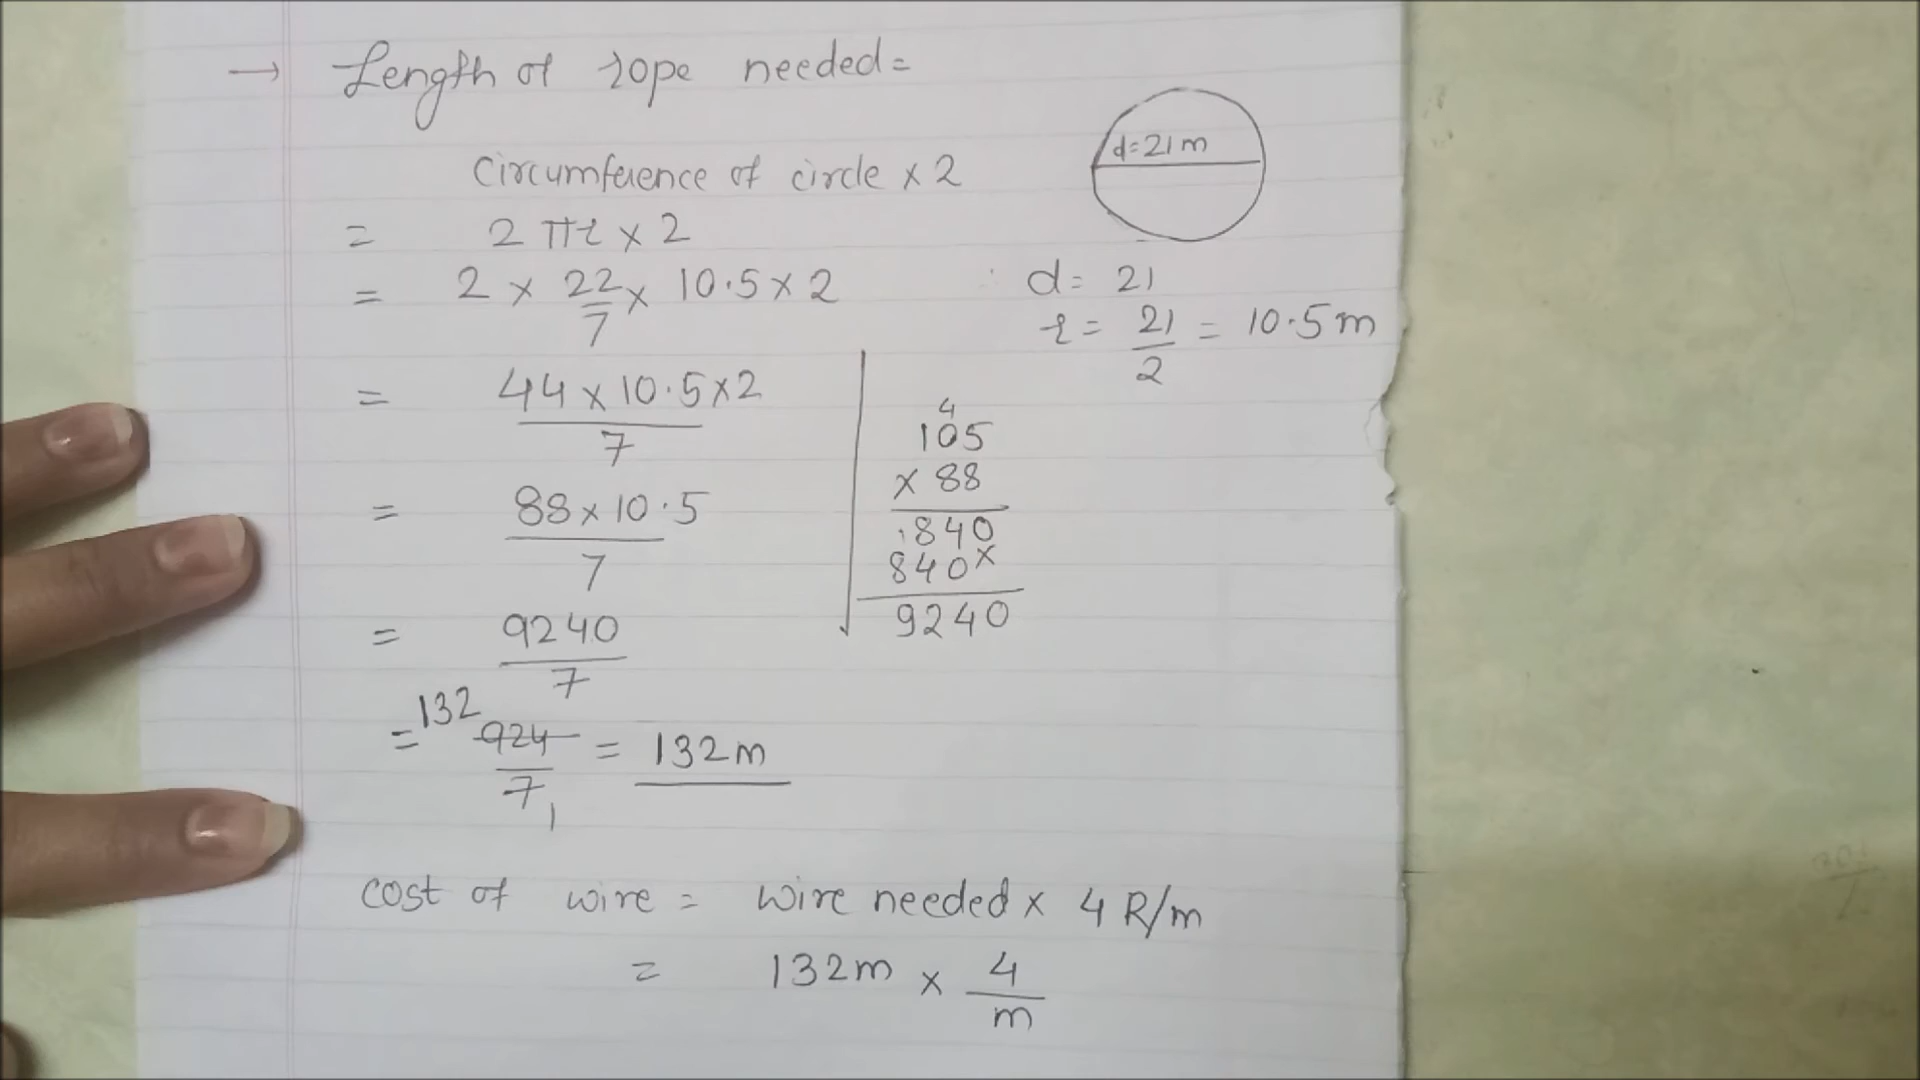 → Length of rope needed=
d=21m
circumference of circle × 2
= 2πr × 2
= 2 × 22/7 × 10.5 × 2
d= 21
r= 21/2 = 10.5m
= 44 × 10.5 × 2 / 7
= 88 × 10.5 / 7
4
105
× 88
840
840×
9240
= 9240/7
= 132 924/7 1 = 132m
cost of wire = wire needed × 4 R/m
= 132m × 4/m